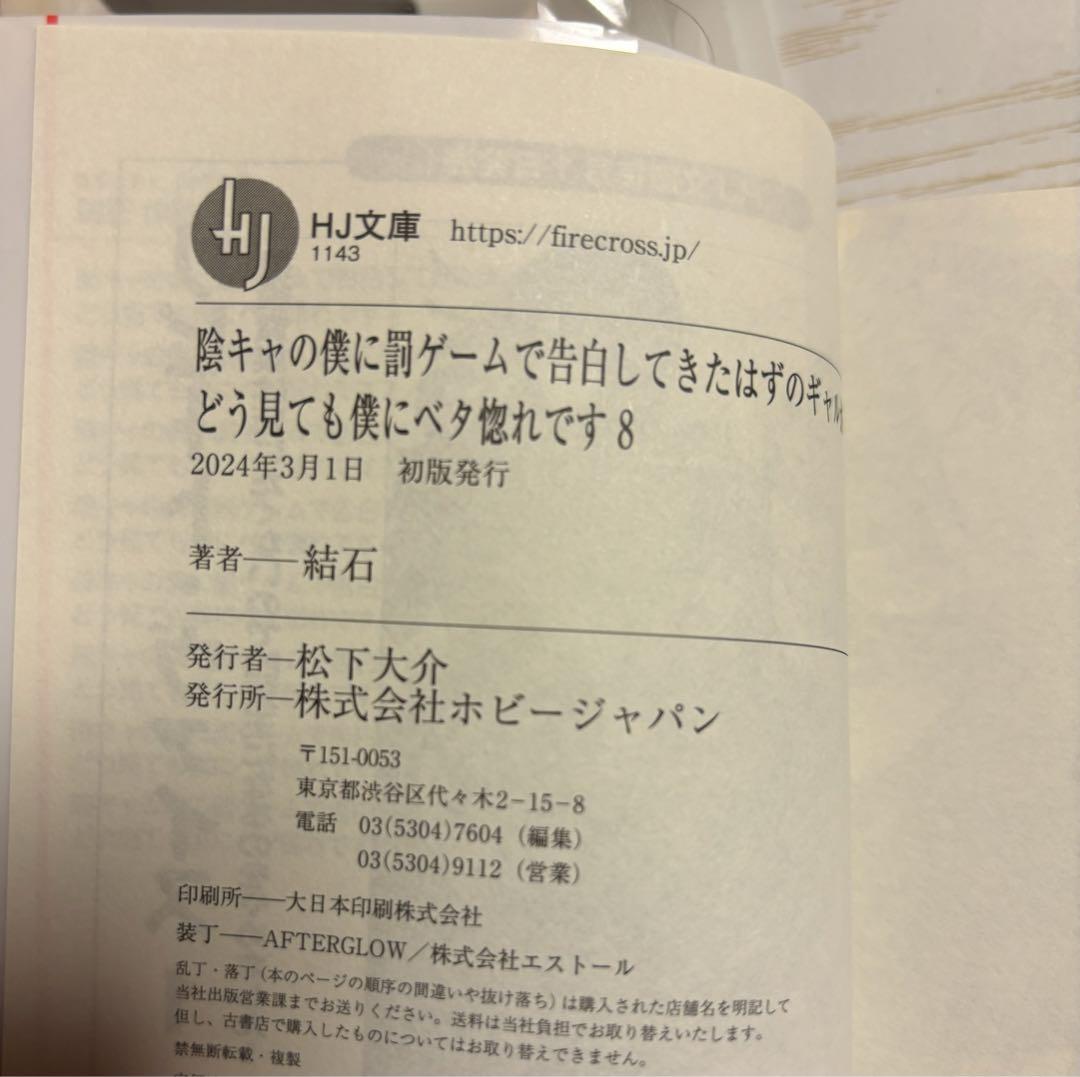 HJ
HJ文庫 https://firecross.jp/
1143
陰キャの僕に罰ゲームで告白してきたはずのギャル
どう見ても僕にベタ惚れです 8
2024年3月1日 初版発行
著者――結石
発行者―松下大介
発行所―株式会社ホビージャパン
〒151-0053
東京都渋谷区代々木2-15-8
電話 03(5304)7604(編集)
03(5304)9112(営業)
印刷所――大日本印刷株式会社
装丁――AFTERGLOW/株式会社エストール
乱丁・落丁(本のページの順序の間違いや抜け落ち)は購入された店舗名を明記して
当社出版営業課までお送りください。送料は当社負担でお取り替えいたします。
但し、古書店で購入したものについてはお取り替えできません。
禁無断転載・複製